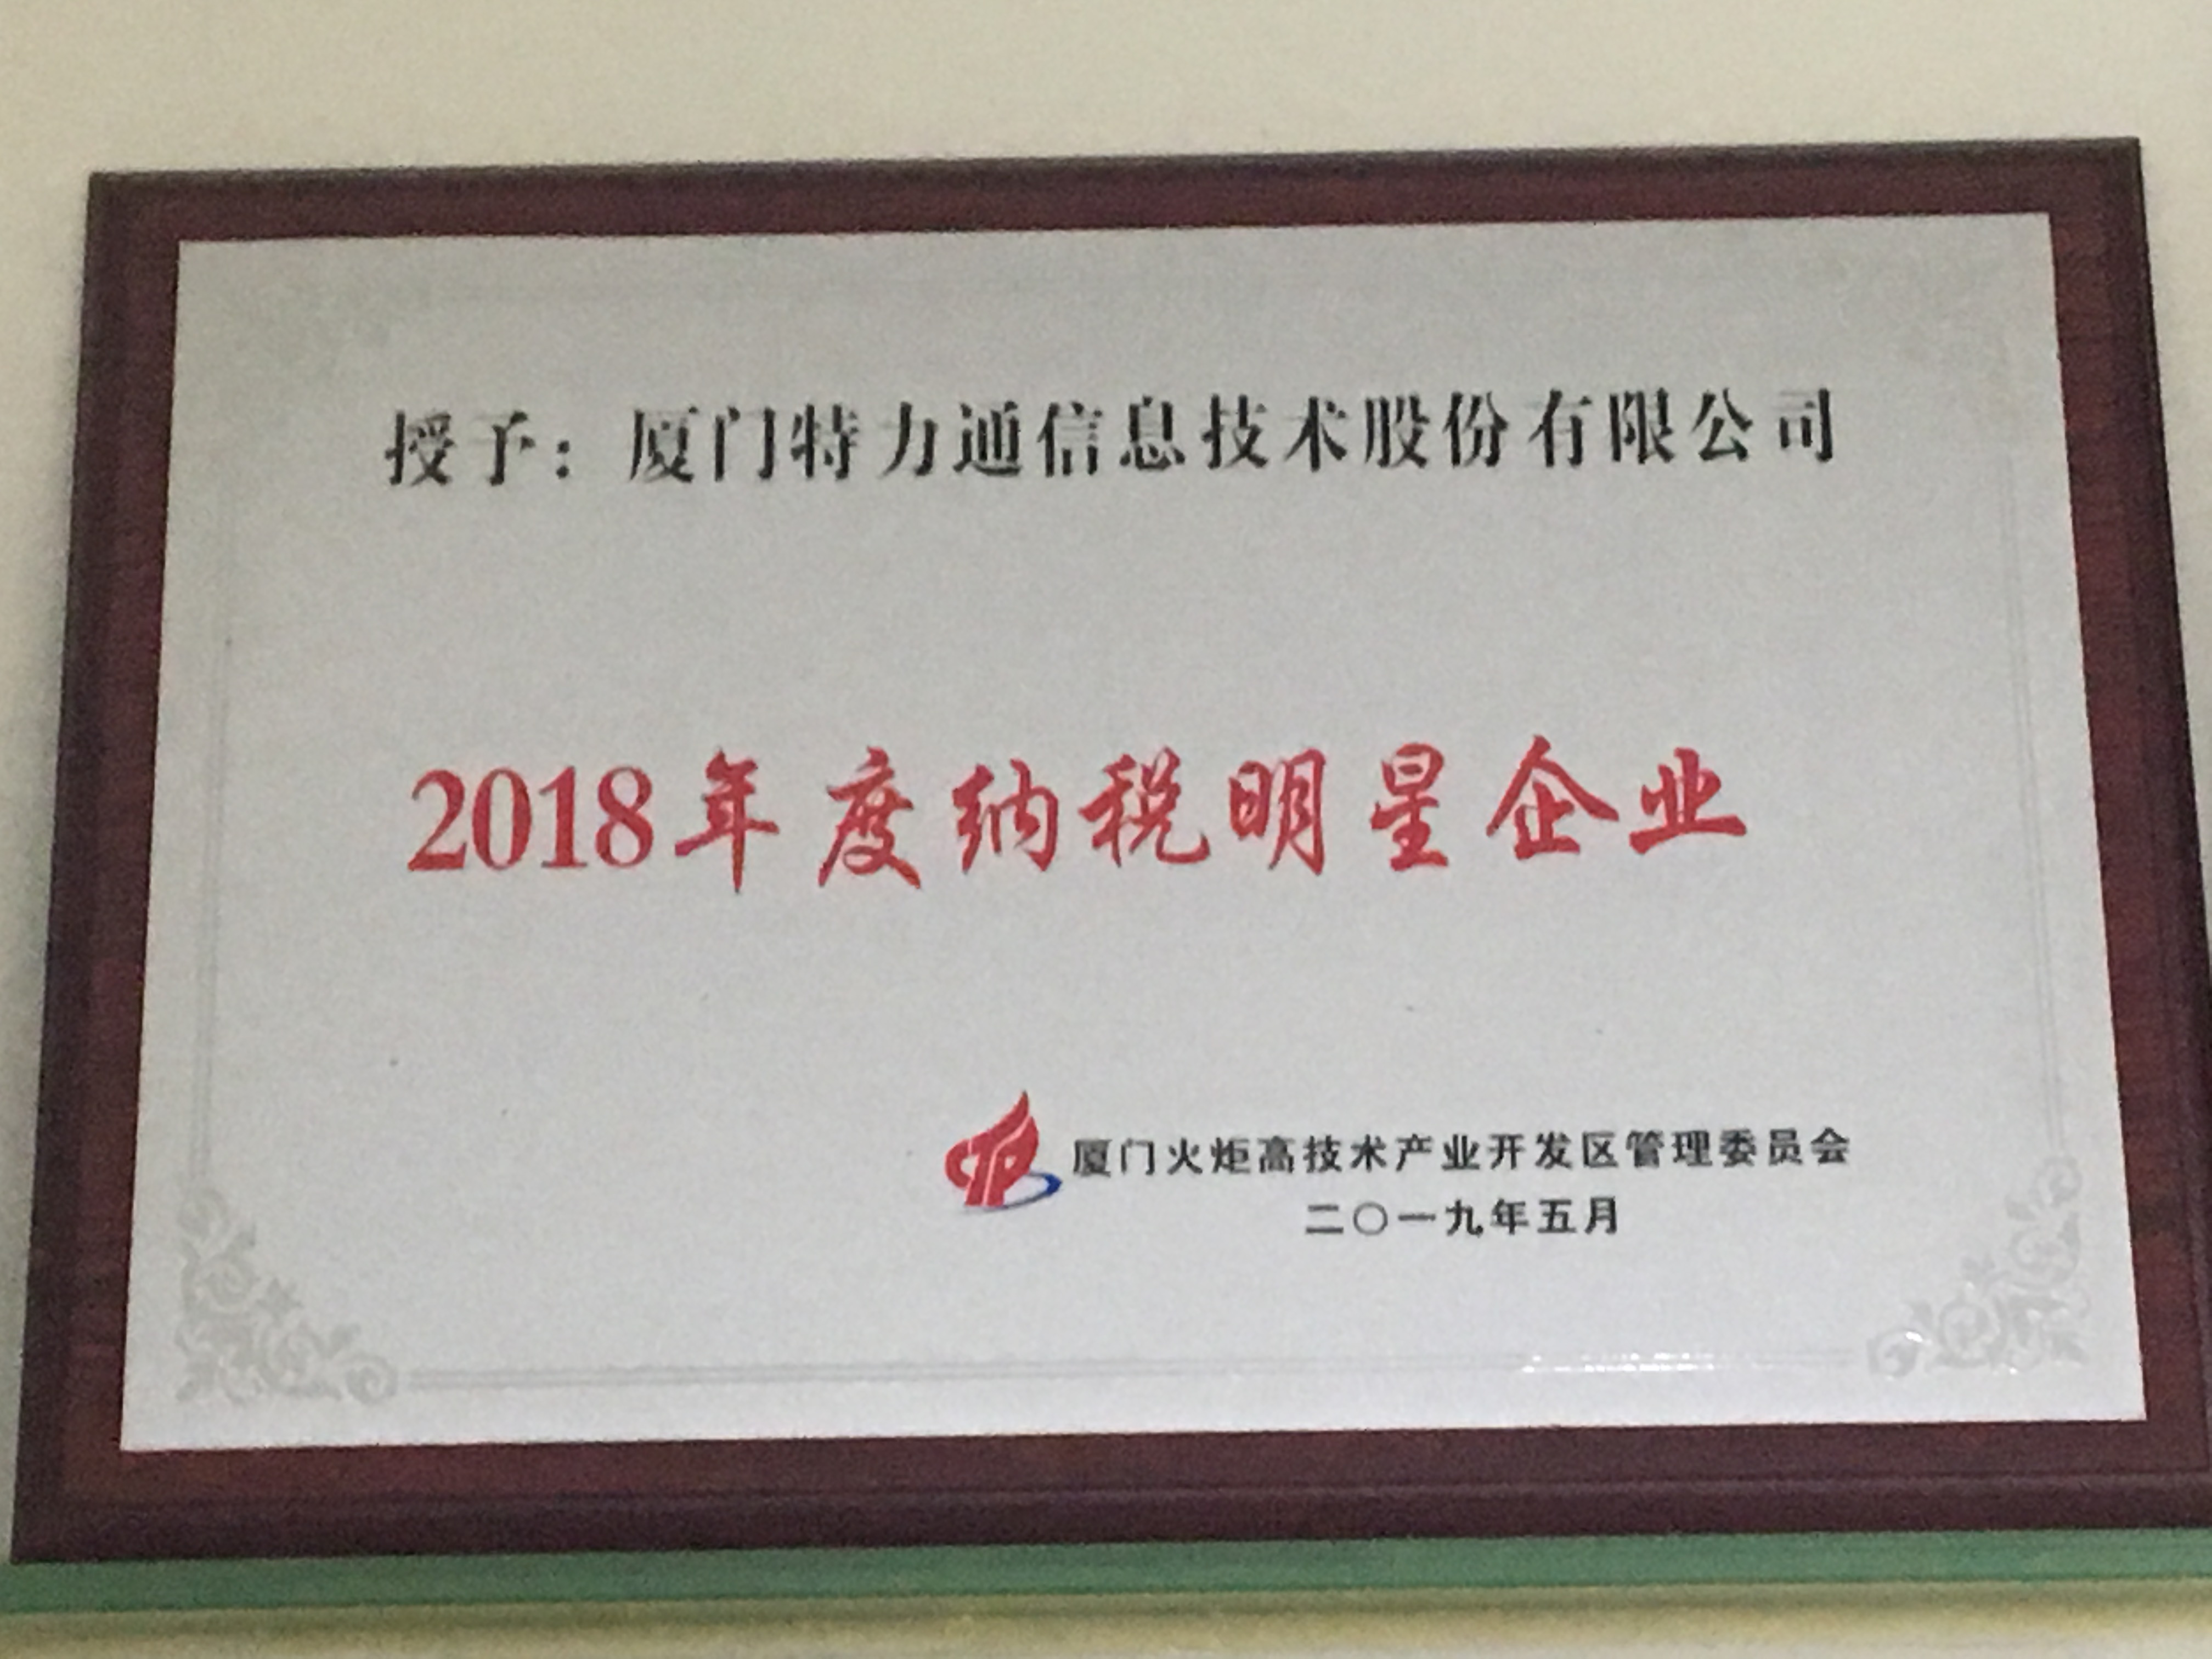 授予：厦门特力通信息技术股份有限公司
2018年度纳税明星企业
厦门火炬高技术产业开发区管理委员会
二〇一九年五月